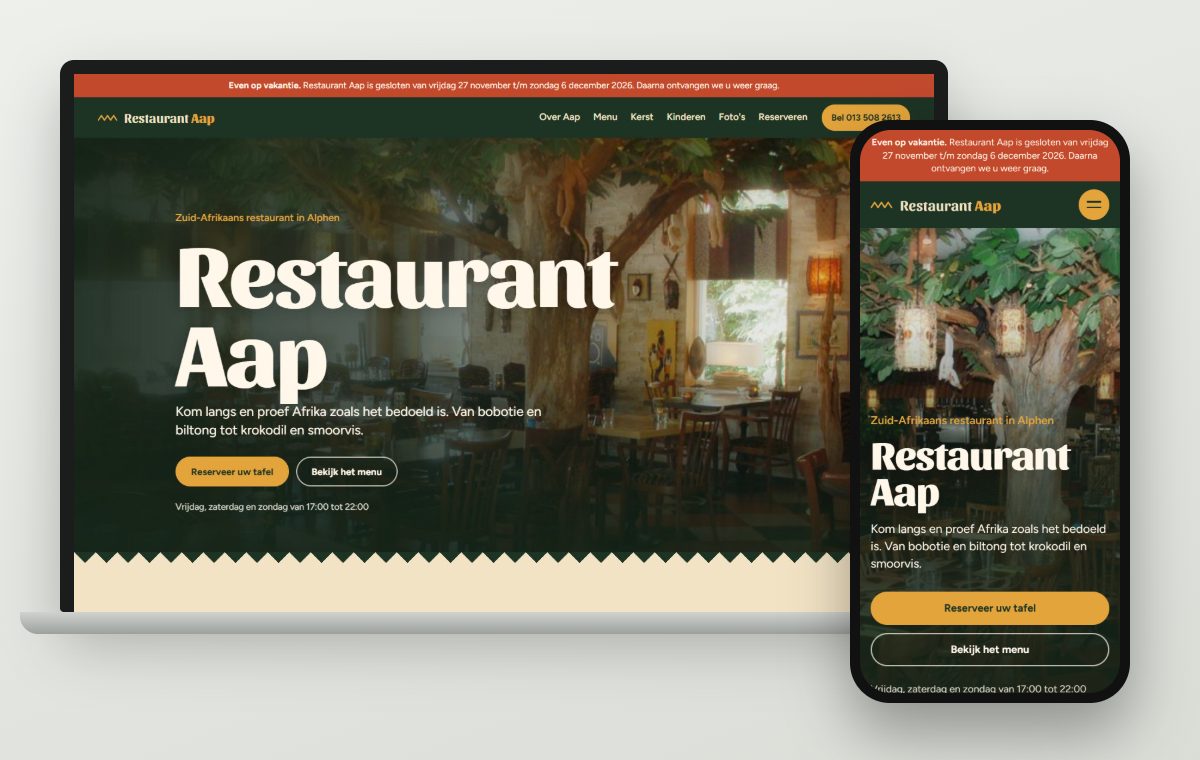 Even op vakantie. Restaurant Aap is gesloten van vrijdag 27 november t/m zondag 6 december 2026. Daarna ontvangen we u weer graag.
Restaurant Aap
Over Aap
Menu
Kerst
Kinderen
Foto's
Reserveren
Bel 013 508 2613
Zuid-Afrikaans restaurant in Alphen
Restaurant
Aap
Kom langs en proef Afrika zoals het bedoeld is. Van bobotie en
biltong tot krokodil en smoorvis.
Reserveer uw tafel
Bekijk het menu
Vrijdag, zaterdag en zondag van 17:00 tot 22:00
Even op vakantie. Restaurant Aap is gesloten van vrijdag
27 november t/m zondag 6 december 2026. Daarna
ontvangen we u weer graag.
Restaurant Aap
Zuid-Afrikaans restaurant in Alphen
Restaurant
Aap
Kom langs en proef Afrika zoals het bedoeld
is. Van bobotie en biltong tot krokodil en
smoorvis.
Reserveer uw tafel
Bekijk het menu
Vrijdag, zaterdag en zondag van 17:00 tot 22:00